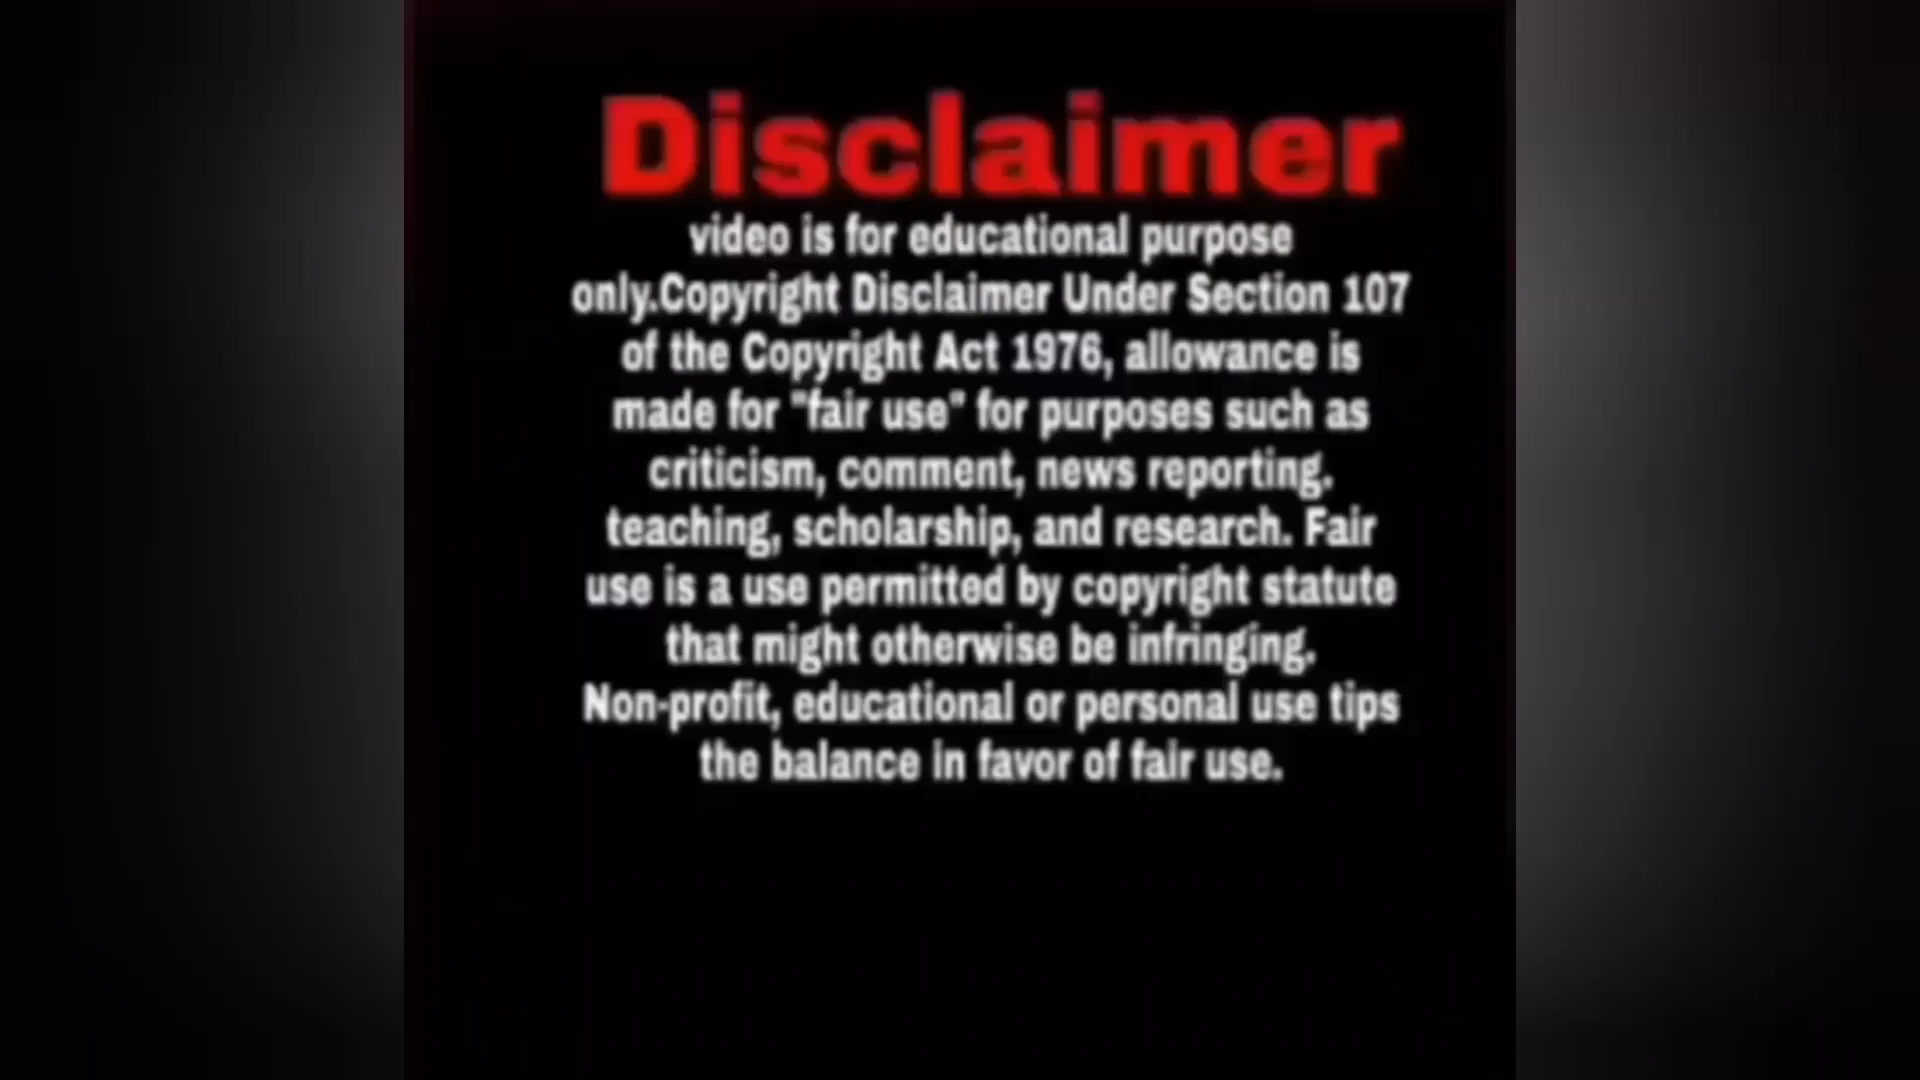 Disclaimer
video is for educational purpose
only.Copyright Disclaimer Under Section 107
of the Copyright Act 1976, allowance is
made for "fair use" for purposes such as
criticism, comment, news reporting.
teaching, scholarship, and research. Fair
use is a use permitted by copyright statute
that might otherwise be infringing.
Non-profit, educational or personal use tips
the balance in favor of fair use.